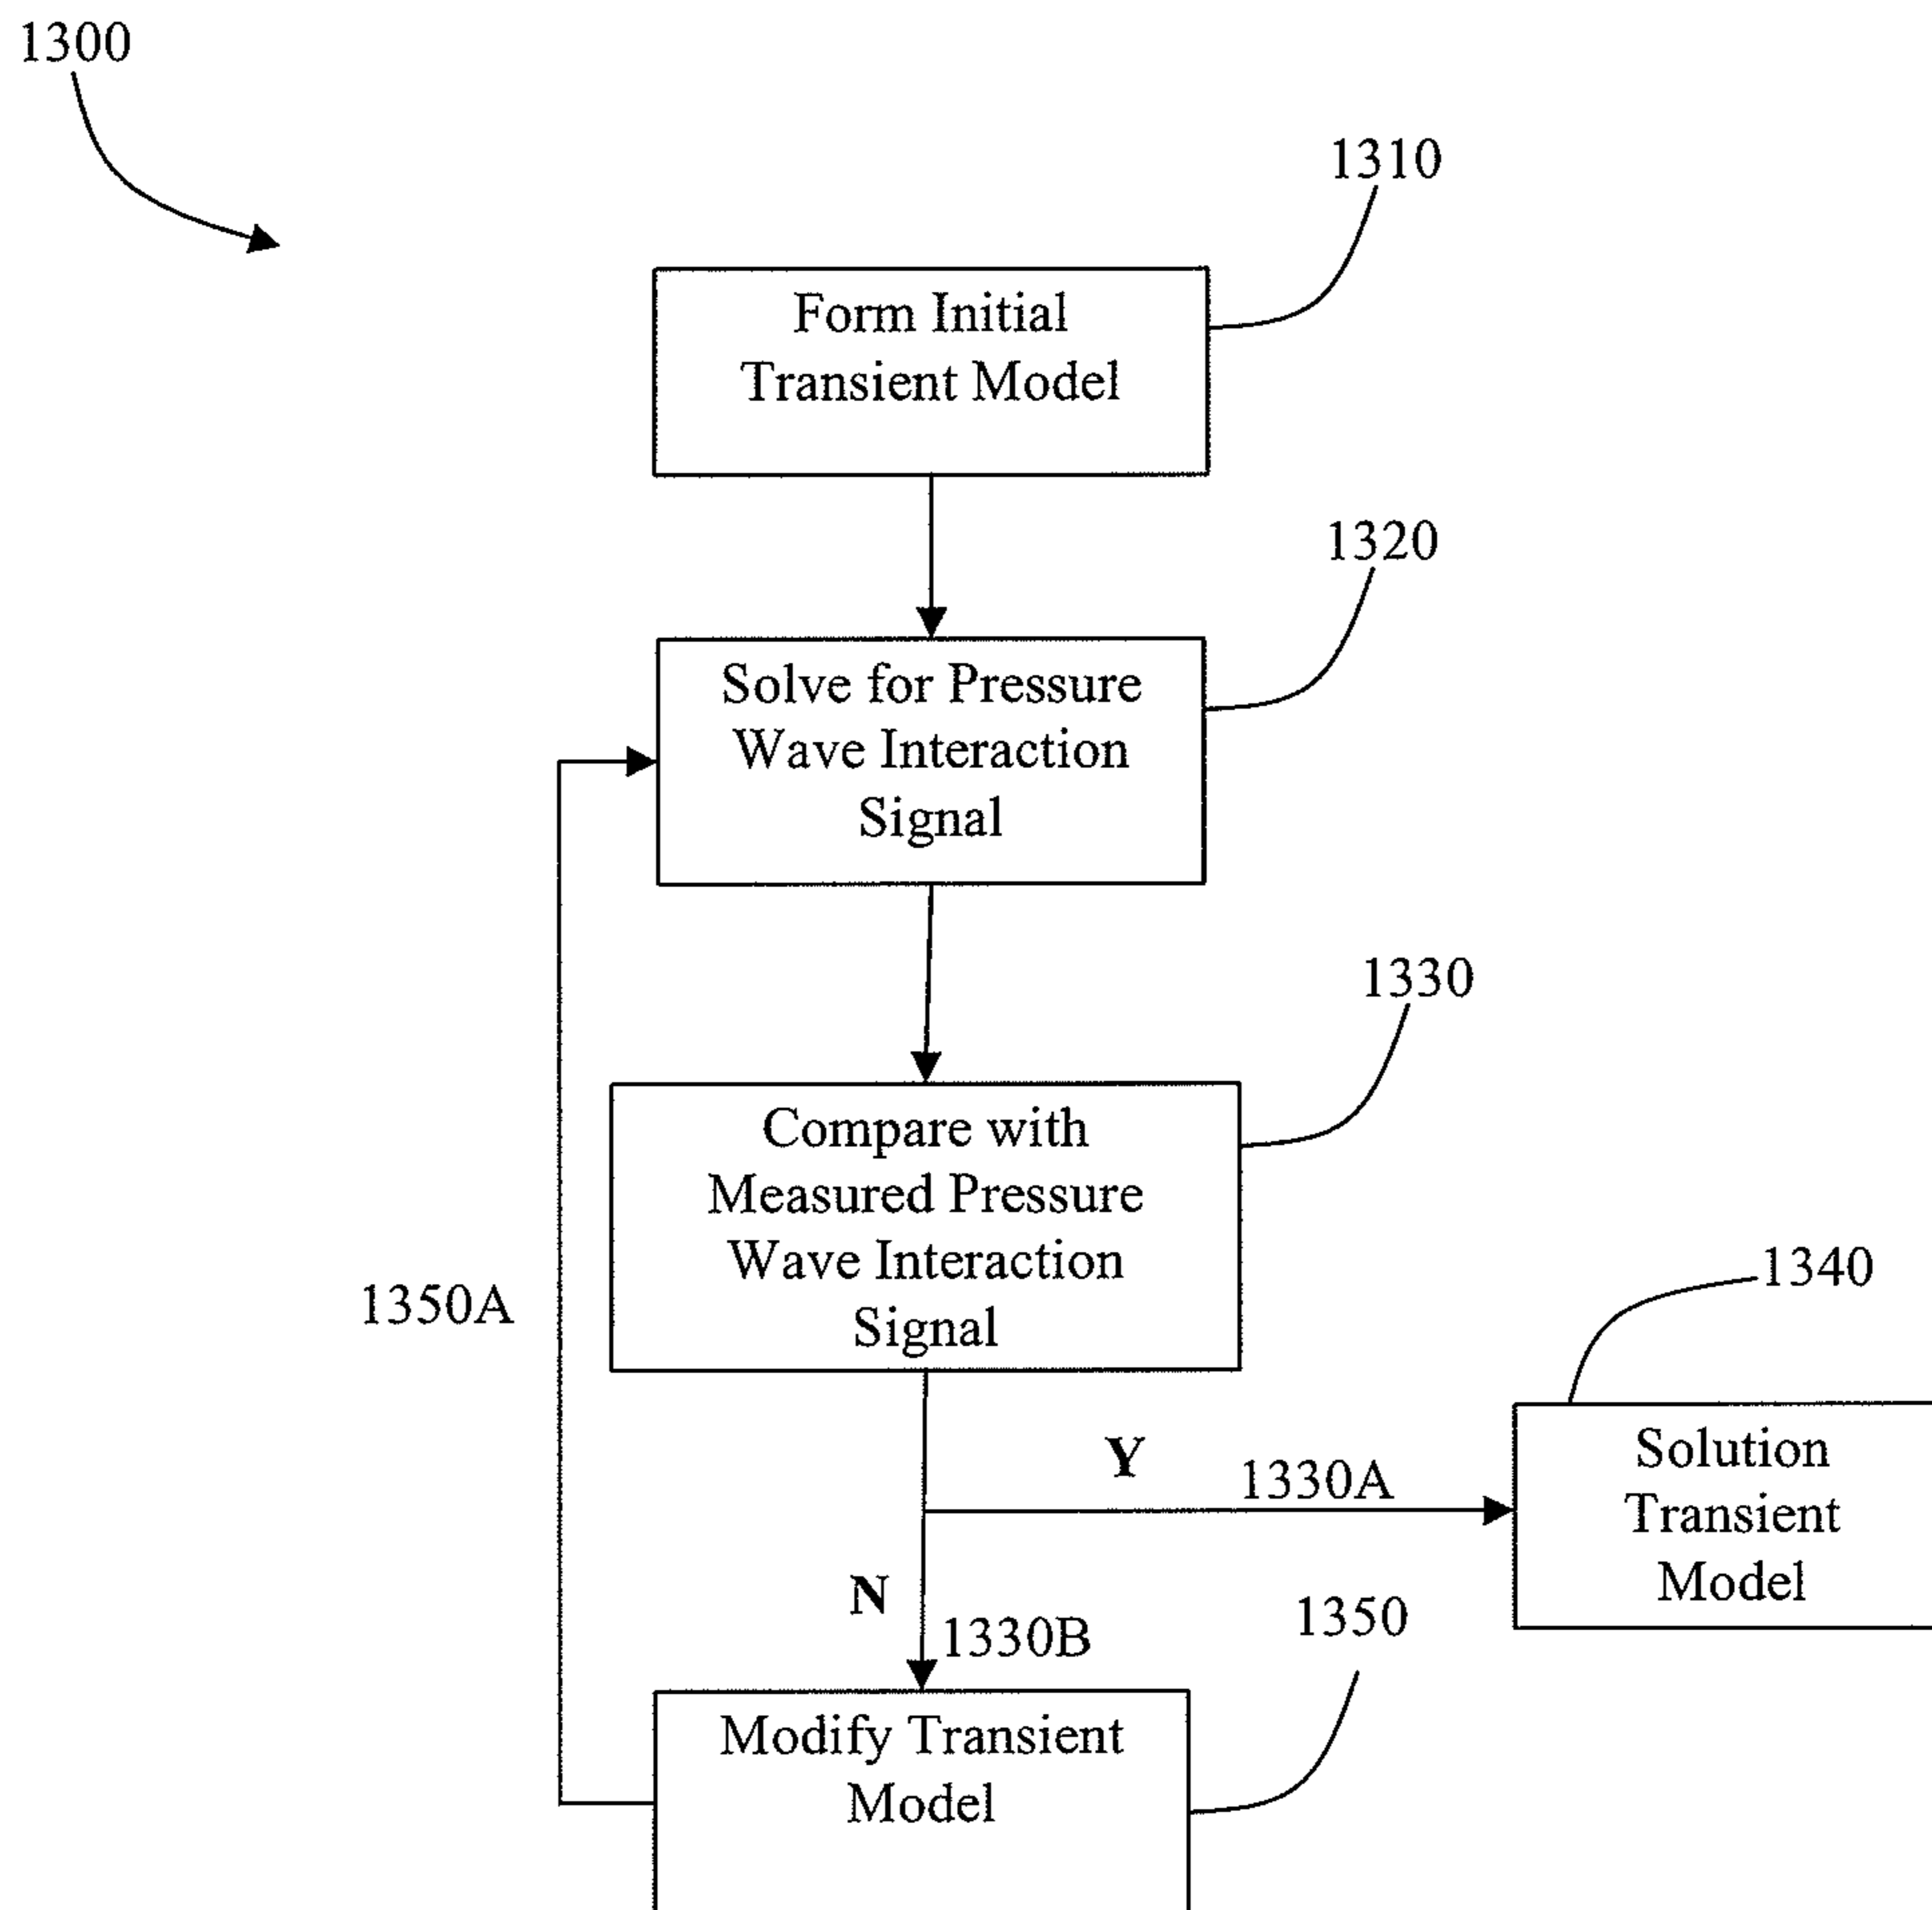 1300
1310
Form Initial
Transient Model
1320
Solve for Pressure
Wave Interaction
Signal
1330
Compare with
Measured Pressure
Wave Interaction
Signal
1350A
1340
Solution
Transient
Model
Y
1330A
N
1330B
1350
Modify Transient
Model